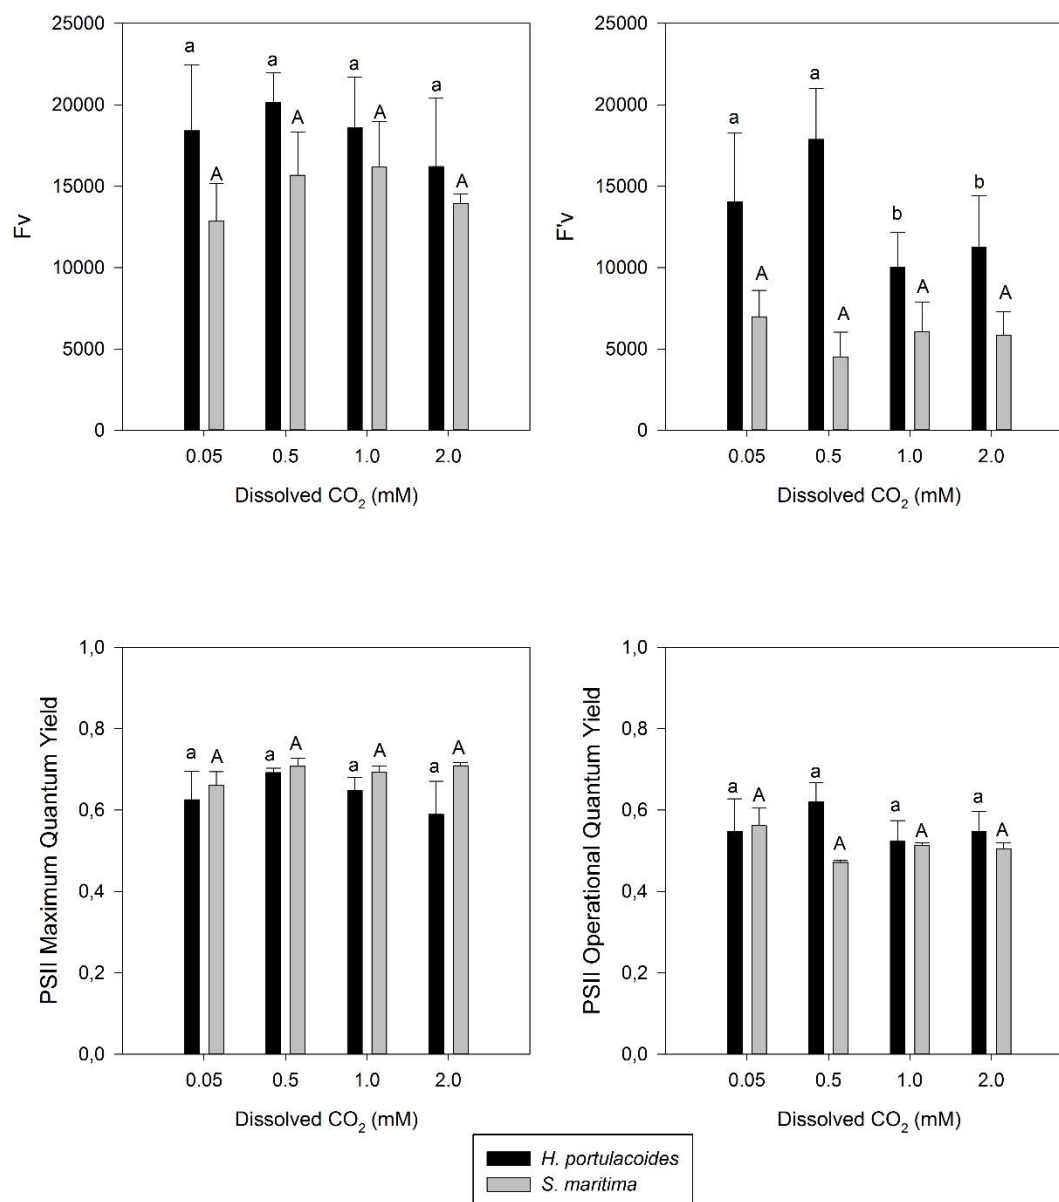 25000
20000
15000
10000
5000
0
Fv
a
A
a
A
a
A
a
A
0.05 0.5 1.0 2.0
Dissolved CO₂ (mM)
25000
20000
15000
10000
5000
0
F'v
a
A
a
A
b
A
b
A
0.05 0.5 1.0 2.0
Dissolved CO₂ (mM)
1,0
0,8
0,6
0,4
0,2
0,0
PSII Maximum Quantum Yield
a A
a A
a A
a A
0.05 0.5 1.0 2.0
Dissolved CO₂ (mM)
1,0
0,8
0,6
0,4
0,2
0,0
PSII Operational Quantum Yield
a A
a A
a A
a A
0.05 0.5 1.0 2.0
Dissolved CO₂ (mM)
H. portulacoides
S. maritima